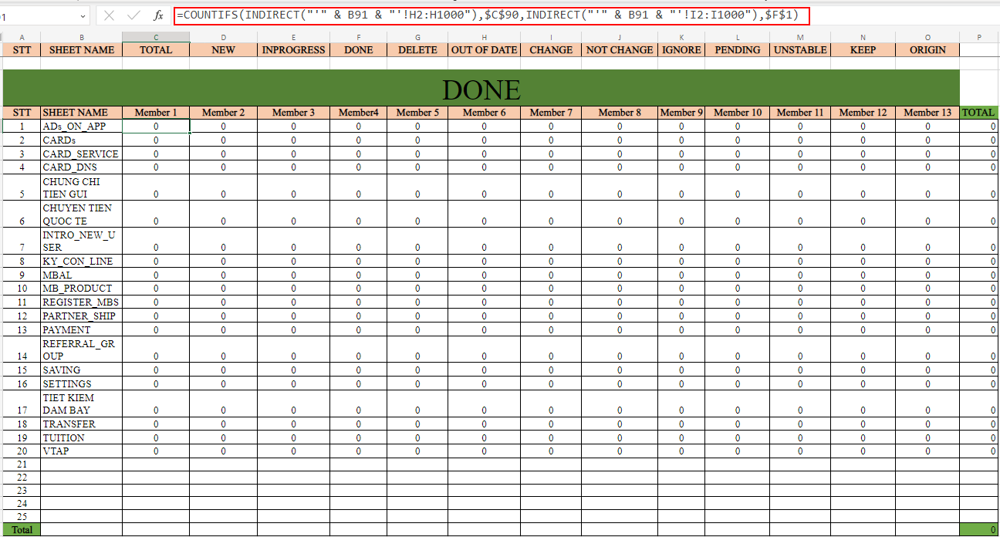 1
fx =COUNTIFS(INDIRECT("'" & B91 & "'!H2:H1000"),$C$90,INDIRECT("'" & B91 & "'!I2:I1000"),$F$1)
A B C D E F G H I J K L M N O P
STT SHEET NAME TOTAL NEW INPROGRESS DONE DELETE OUT OF DATE CHANGE NOT CHANGE IGNORE PENDING UNSTABLE KEEP ORIGIN
DONE
STT SHEET NAME Member 1 Member 2 Member 3 Member4 Member 5 Member 6 Member 7 Member 8 Member 9 Member 10 Member 11 Member 12 Member 13 TOTAL
1 ADs_ON_APP 0 0 0 0 0 0 0 0 0 0 0 0 0 0
2 CARDs 0 0 0 0 0 0 0 0 0 0 0 0 0 0
3 CARD_SERVICE 0 0 0 0 0 0 0 0 0 0 0 0 0 0
4 CARD_DNS 0 0 0 0 0 0 0 0 0 0 0 0 0 0
CHUNG CHI
5 TIEN GUI 0 0 0 0 0 0 0 0 0 0 0 0 0 0
CHUYEN TIEN
6 QUOC TE 0 0 0 0 0 0 0 0 0 0 0 0 0 0
INTRO_NEW_U
7 SER 0 0 0 0 0 0 0 0 0 0 0 0 0 0
8 KY_CON_LINE 0 0 0 0 0 0 0 0 0 0 0 0 0 0
9 MBAL 0 0 0 0 0 0 0 0 0 0 0 0 0 0
10 MB_PRODUCT 0 0 0 0 0 0 0 0 0 0 0 0 0 0
11 REGISTER_MBS 0 0 0 0 0 0 0 0 0 0 0 0 0 0
12 PARTNER_SHIP 0 0 0 0 0 0 0 0 0 0 0 0 0 0
13 PAYMENT 0 0 0 0 0 0 0 0 0 0 0 0 0 0
REFERRAL_GR
14 OUP 0 0 0 0 0 0 0 0 0 0 0 0 0 0
15 SAVING 0 0 0 0 0 0 0 0 0 0 0 0 0 0
16 SETTINGS 0 0 0 0 0 0 0 0 0 0 0 0 0 0
TIET KIEM
17 DAM BAY 0 0 0 0 0 0 0 0 0 0 0 0 0 0
18 TRANSFER 0 0 0 0 0 0 0 0 0 0 0 0 0 0
19 TUITION 0 0 0 0 0 0 0 0 0 0 0 0 0 0
20 VTAP 0 0 0 0 0 0 0 0 0 0 0 0 0 0
21
22
23
24
25
Total 0